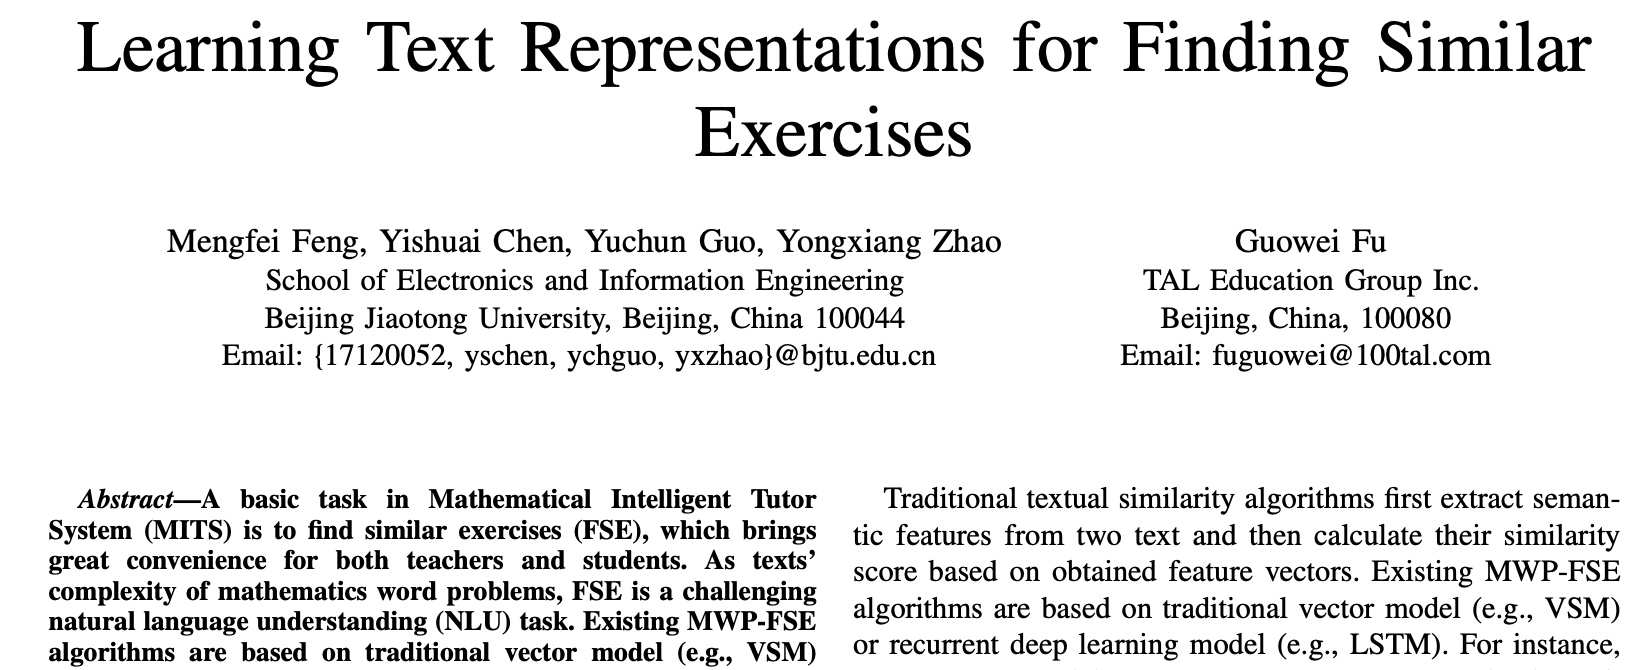 Learning Text Representations for Finding Similar
Exercises
Mengfei Feng, Yishuai Chen, Yuchun Guo, Yongxiang Zhao
School of Electronics and Information Engineering
Beijing Jiaotong University, Beijing, China 100044
Email: {17120052, yschen, ychguo, yxzhao}@bjtu.edu.cn
Guowei Fu
TAL Education Group Inc.
Beijing, China, 100080
Email: fuguowei@100tal.com
Abstract—A basic task in Mathematical Intelligent Tutor
System (MITS) is to find similar exercises (FSE), which brings
great convenience for both teachers and students. As texts’
complexity of mathematics word problems, FSE is a challenging
natural language understanding (NLU) task. Existing MWP-FSE
algorithms are based on traditional vector model (e.g., VSM)
Traditional textual similarity algorithms first extract seman-
tic features from two text and then calculate their similarity
score based on obtained feature vectors. Existing MWP-FSE
algorithms are based on traditional vector model (e.g., VSM)
or recurrent deep learning model (e.g., LSTM). For instance,